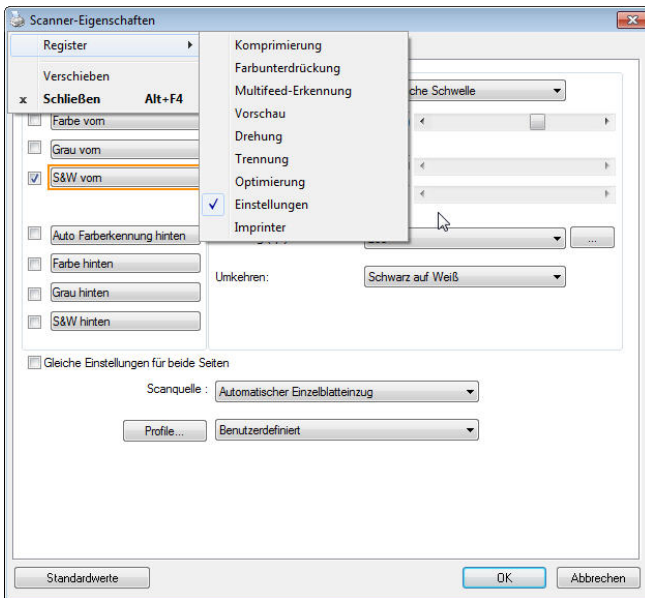 Scanner-Eigenschaften
Register
Verschieben
x Schließen Alt+F4
Komprimierung
Farbunterdrückung
Multifeed-Erkennung
Vorschau
Drehung
Trennung
Optimierung
Einstellungen
Imprinter
che Schwelle
Farbe vorn
Grau vorn
S&W vorn
Auto Farberkennung hinten
...
Farbe hinten
Umkehren: Schwarz auf Weiß
Grau hinten
S&W hinten
Gleiche Einstellungen für beide Seiten
Scanquelle : Automatischer Einzelblatteinzug
Profile... Benutzerdefiniert
Standardwerte OK Abbrechen